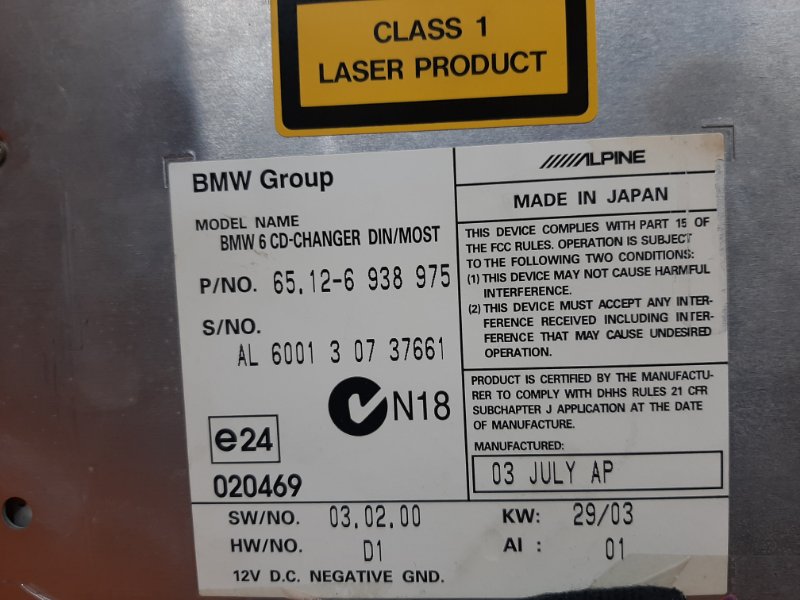 CLASS 1
LASER PRODUCT
BMW Group
MODEL NAME
BMW 6 CD-CHANGER DIN/MOST
P/NO. 65.12-6 938 975
S/NO.
AL 6001 3 07 37661
N18
e24
020469
ALPINE
MADE IN JAPAN
THIS DEVICE COMPLIES WITH PART 15 OF
THE FCC RULES. OPERATION IS SUBJECT
TO THE FOLLOWING TWO CONDITIONS:
(1) THIS DEVICE MAY NOT CAUSE HARMFUL
INTERFERENCE.
(2) THIS DEVICE MUST ACCEPT ANY INTER-
FERENCE RECEIVED INCLUDING INTER-
FERENCE THAT MAY CAUSE UNDESIRED
OPERATION.
PRODUCT IS CERTIFIED BY THE MANUFACTU-
RER TO COMPLY WITH DHHS RULES 21 CFR
SUBCHAPTER J APPLICATION AT THE DATE
OF MANUFACTURE.
MANUFACTURED:
03 JULY AP
SW/NO. 03.02.00 KW: 29/03
HW/NO. D1 AI : 01
12V D.C. NEGATIVE GND.